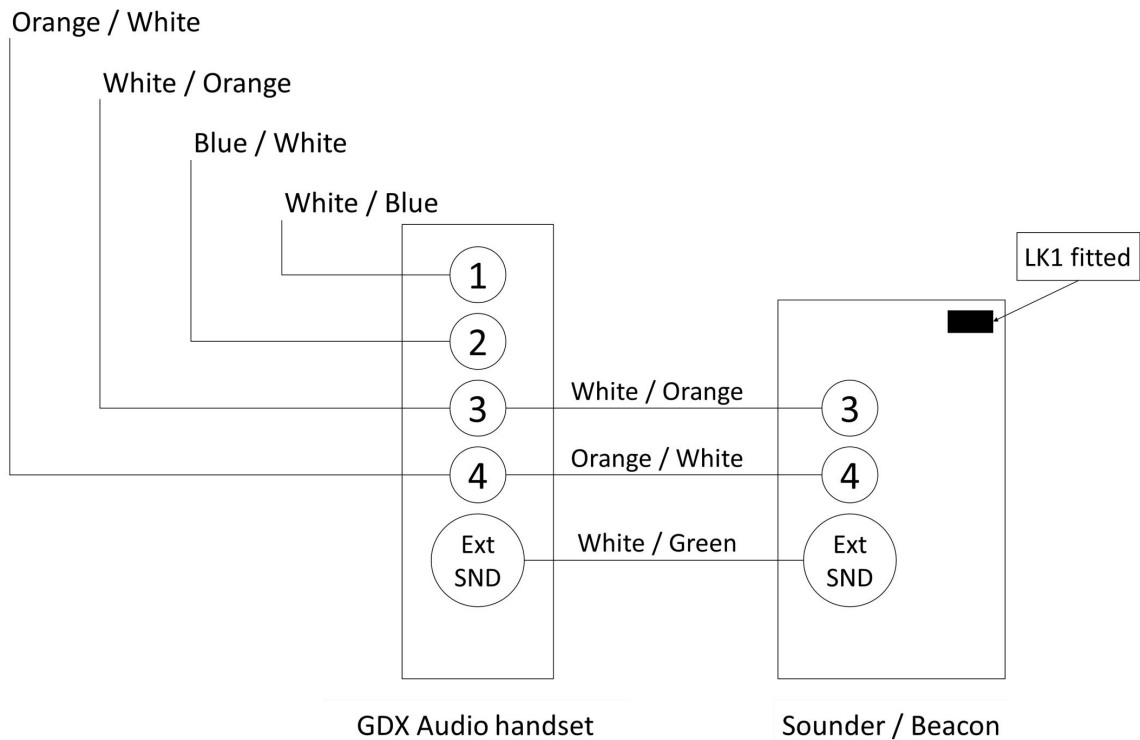 Orange / White
White / Orange
Blue / White
White / Blue
LK1 fitted
1
2
3
White / Orange
3
4
Orange / White
4
Ext
SND
White / Green
Ext
SND
GDX Audio handset
Sounder / Beacon